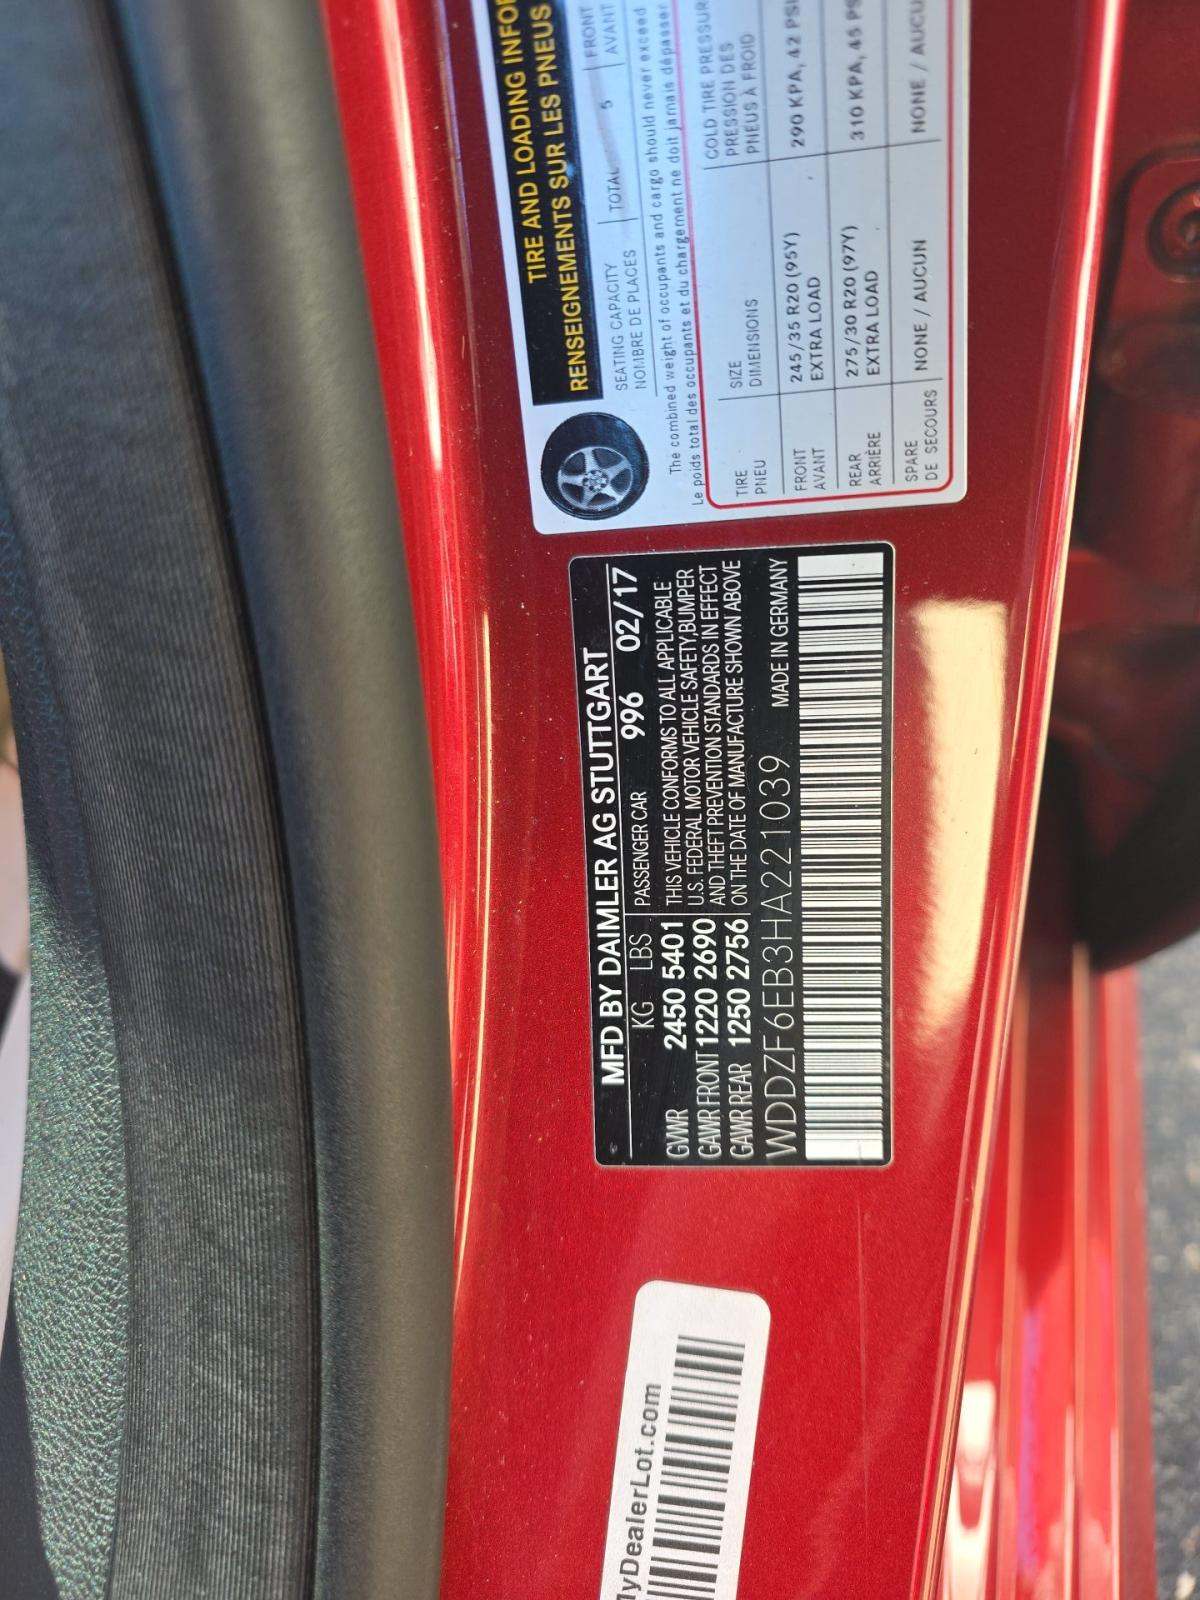 TIRE AND LOADING
RENSEIGNEMENTS SUR LES PNEUS
SEATING CAPACITY
NOMBRE DE PLACES
TOTAL 5
FRONT
AVANT
The combined weight of occupants and cargo should never exceed
Le poids total des occupants et du chargement ne doit jamais dépasser
TIRE
PNEU
SIZE
DIMENSIONS
COLD TIRE
PRESSION DES
PNEUS À FROID
FRONT
AVANT
245/35 R20 (95Y)
EXTRA LOAD
290 KPA, 42 PSI
REAR
ARRIÈRE
275/30 R20 (97Y)
EXTRA LOAD
310 KPA, 45
SPARE
DE SECOURS
NONE / AUCUN
NONE /
MFD BY DAIMLER AG STUTTGART
KG LBS PASSENGER CAR 996 02/17
GVWR 2450 5401 THIS VEHICLE CONFORMS TO ALL APPLICABLE
GAWR FRONT 1220 2690 U.S. FEDERAL MOTOR VEHICLE SAFETY,BUMPER
GAWR REAR 1250 2756 AND THEFT PREVENTION STANDARDS IN EFFECT
ON THE DATE OF MANUFACTURE SHOWN ABOVE
WDDZF6EB3HA221039 MADE IN GERMANY
MyDealerLot.com